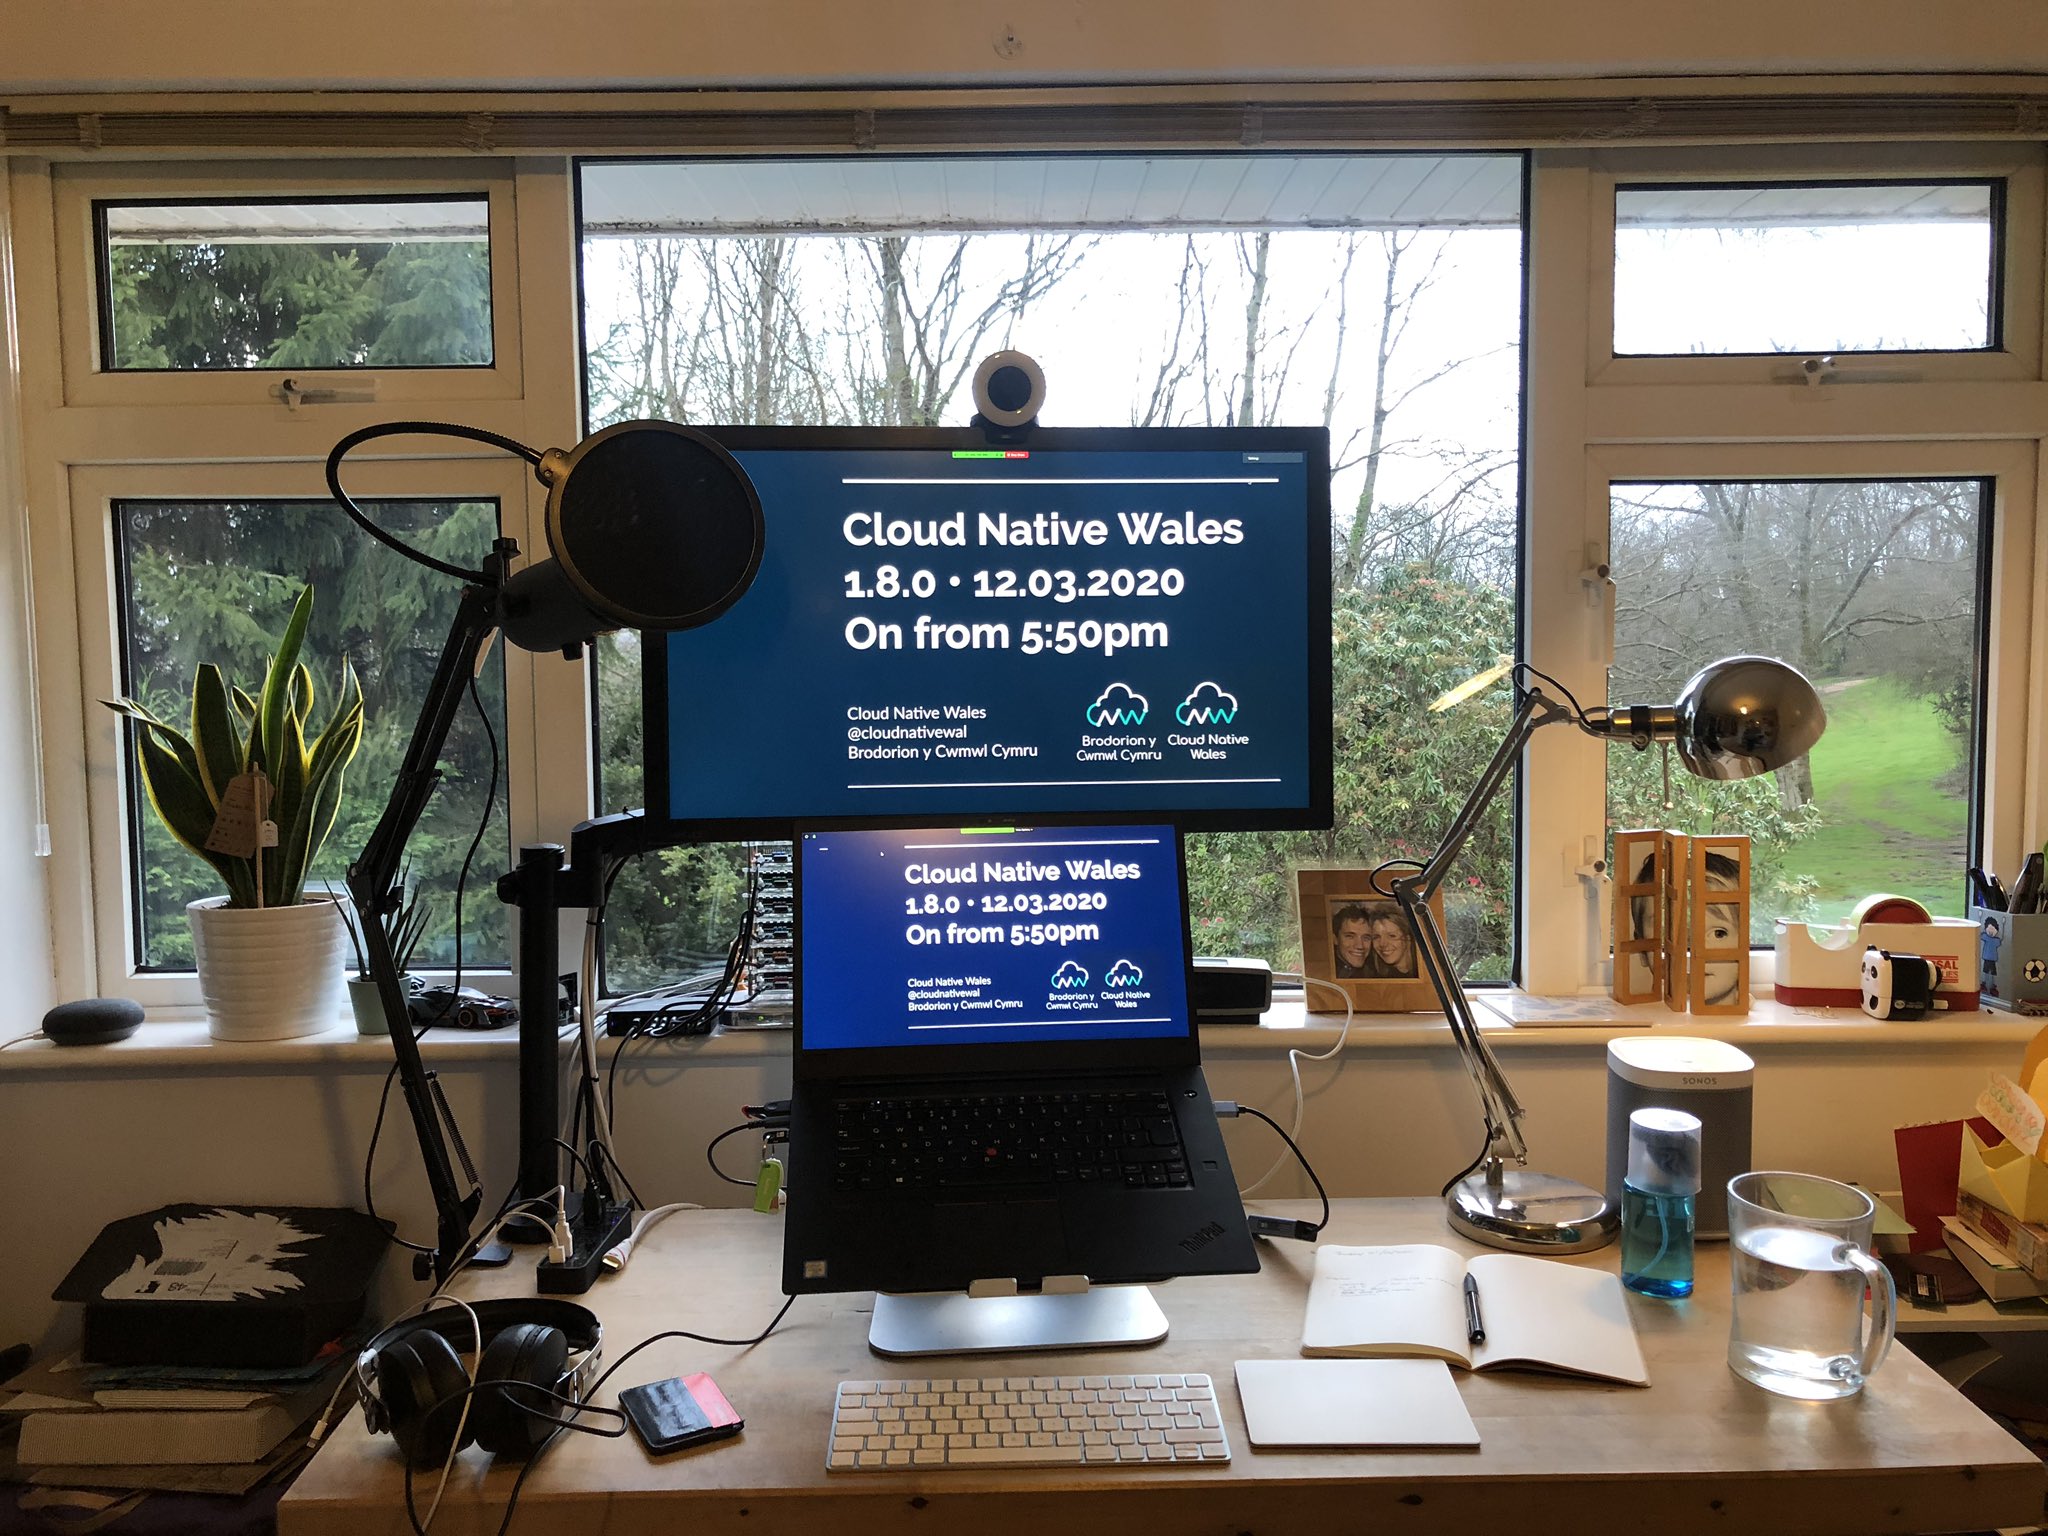 Cloud Native Wales
1.8.0 • 12.03.2020
On from 5:50pm
Cloud Native Wales
@cloudnativewal
Brodorion y Cwmwl Cymru
Brodorion y
Cwmwl Cymru
Cloud Native
Wales
Cloud Native Wales
1.8.0 • 12.03.2020
On from 5:50pm
Cloud Native Wales
@cloudnativewal
Brodorion y Cwmwl Cymru
Brodorion y
Cwmwl Cymru
Cloud Native
Wales
SONOS
ThinkPad